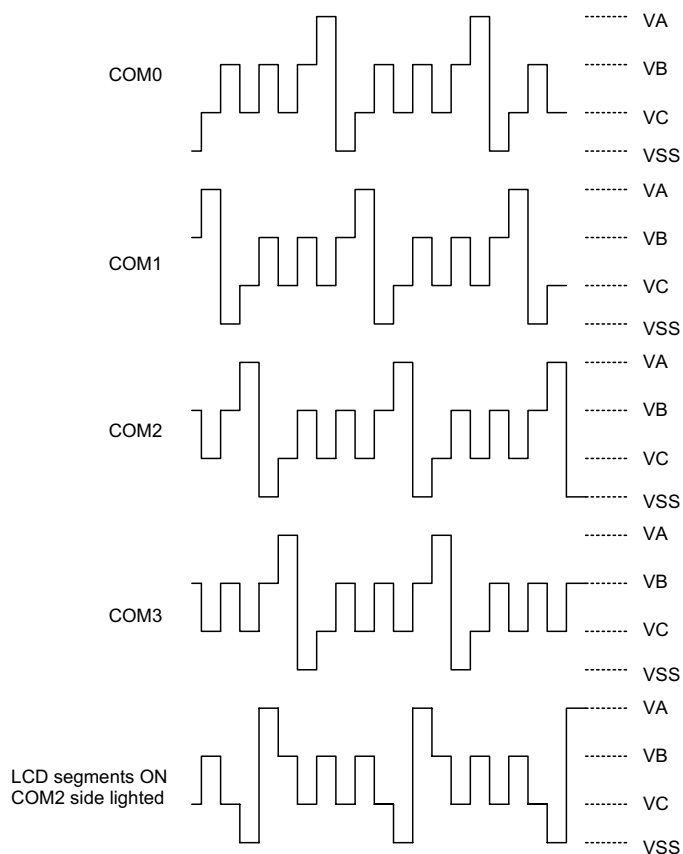 VA
COM0
VB
VC
VSS
VA
VB
COM1
VC
VSS
VA
COM2
VB
VC
VSS
VA
VB
COM3
VC
VSS
VA
VB
LCD segments ON
COM2 side lighted
VC
VSS